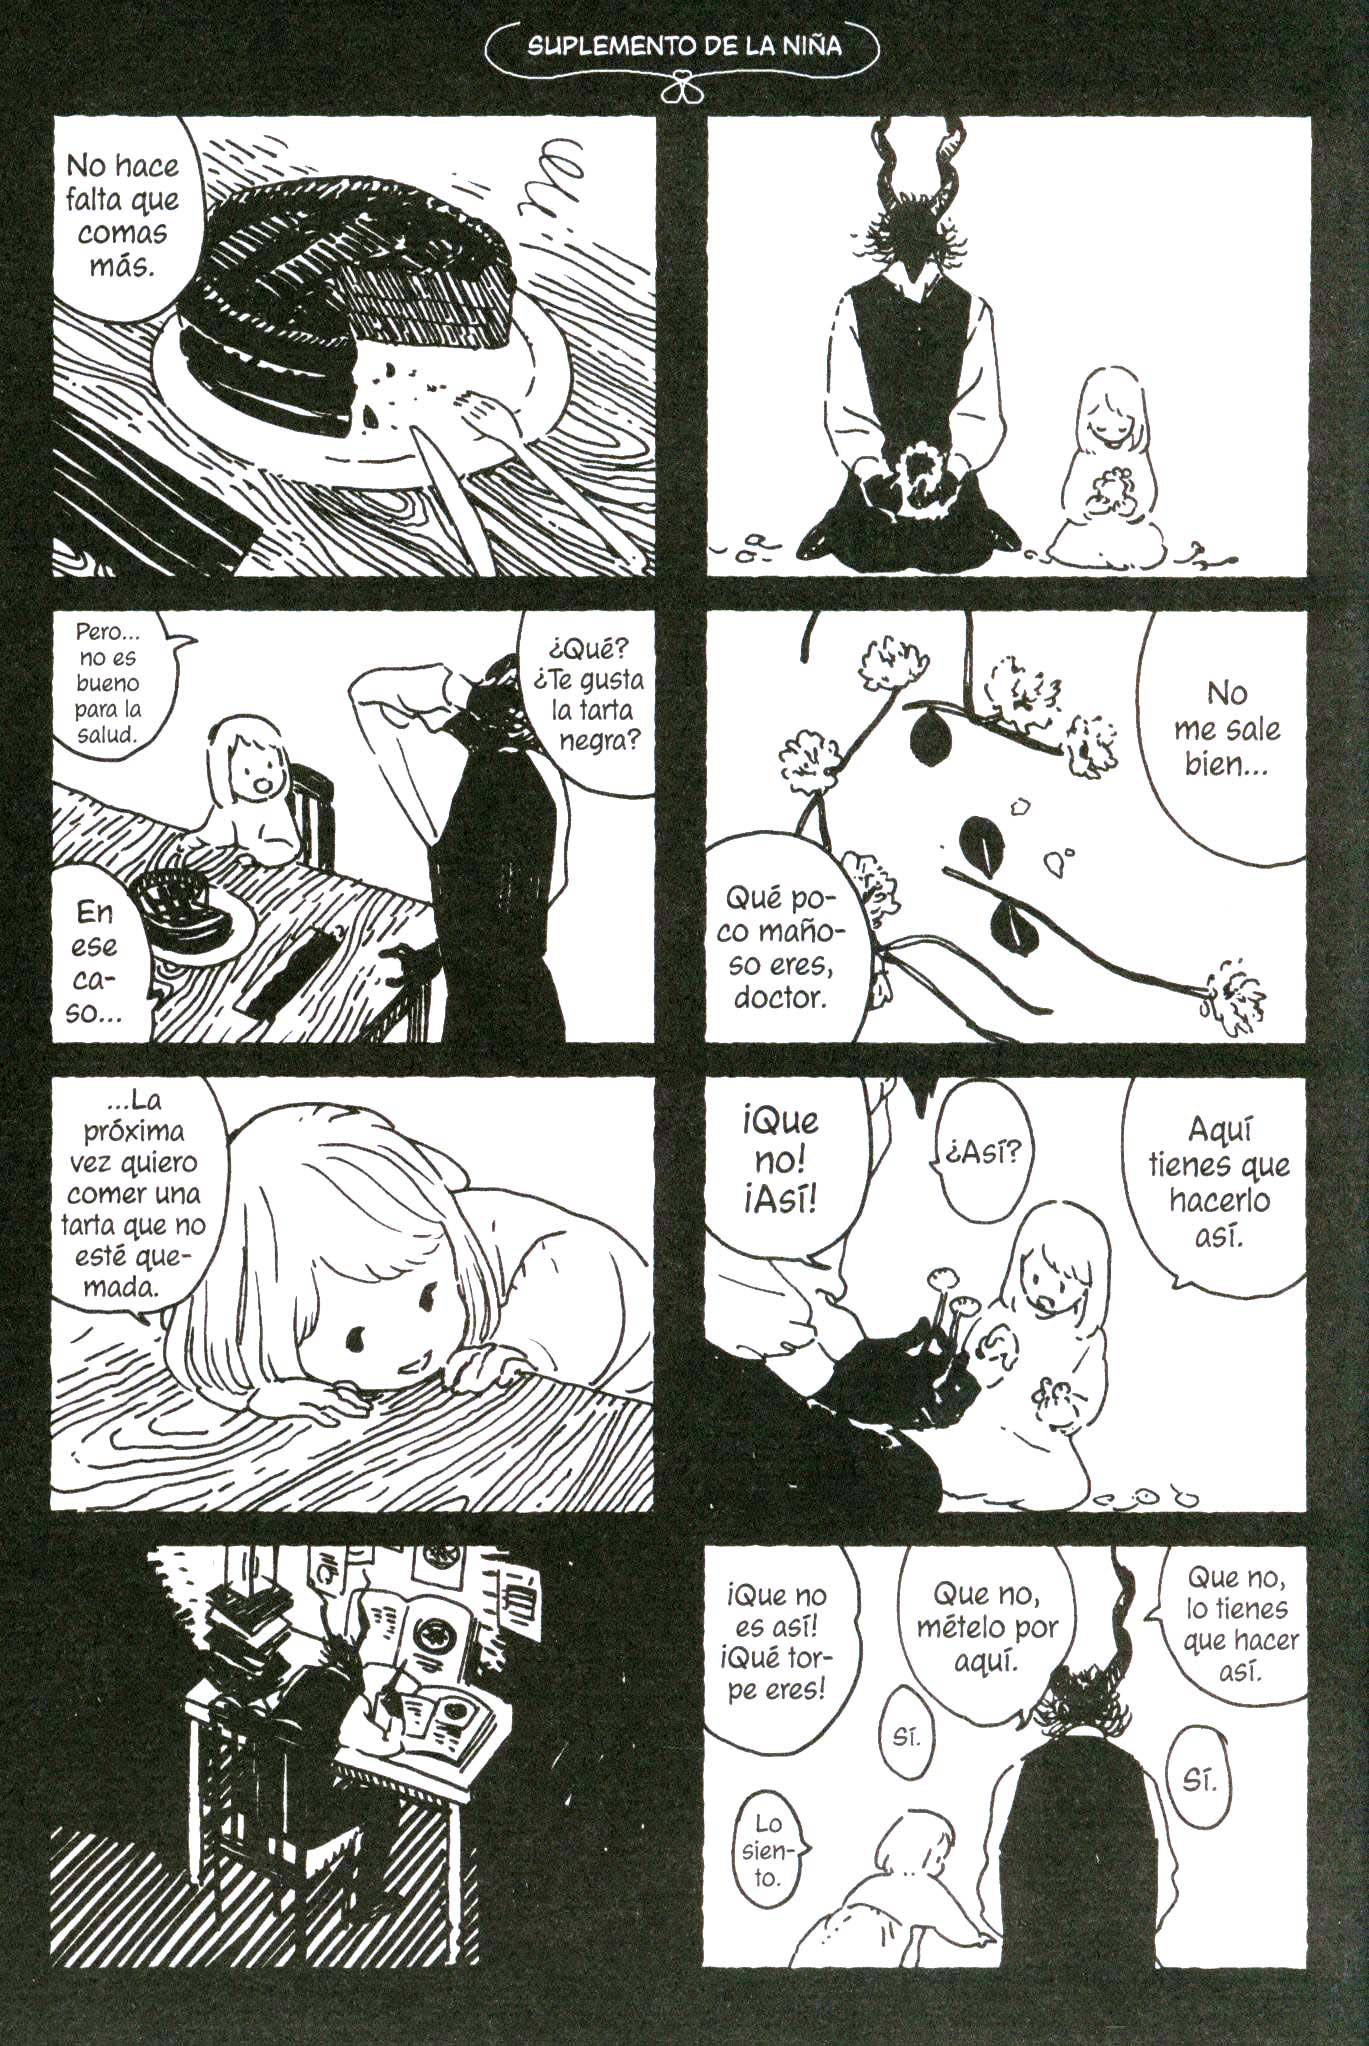 SUPLEMENTO DE LA NIÑA
No
me sale
bien...
Qué po-
co maño-
so eres,
doctor.
Aquí
tienes que
hacerlo
así.
¿Así?
¡Que
no!
¡Así!
Que no,
lo tienes
que hacer
así.
Sí.
Que no,
mételo por
aquí.
Sí.
¡Que no
es así!
¡Qué tor-
pe eres!
Lo
sien-
to.
No hace
falta que
comas
más.
¿Qué?
¿Te gusta
la tarta
negra?
Pero...
no es
bueno
para la
salud.
En
ese
ca-
so...
...La
próxima
vez quiero
comer una
tarta que no
esté que-
mada.